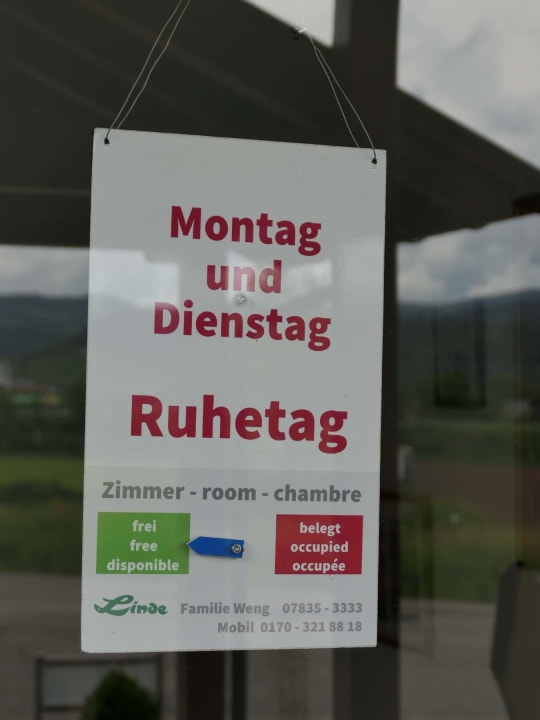 Montag
und
Dienstag
Ruhetag
Zimmer - room - chambre
frei
free
disponible
belegt
occupied
occupée
Linde Familie Weng 07835 - 3333
Mobil 0170 - 321 88 18